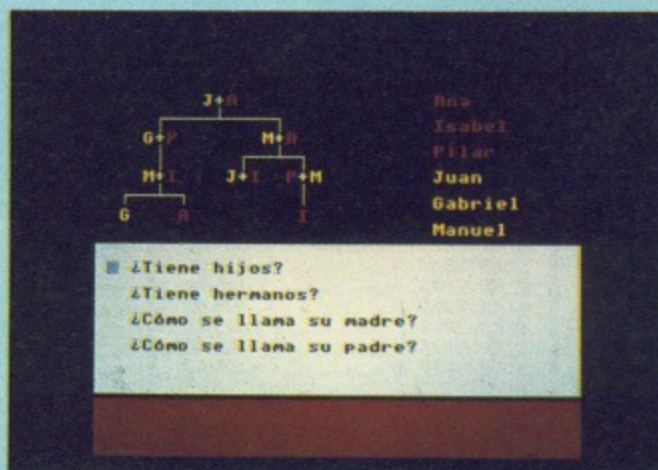 J+A
G+P M+A
M+I J+I P+M
G A I
Ana
Isabel
Pilar
Juan
Gabriel
Manuel
¿Tiene hijos?
¿Tiene hermanos?
¿Cómo se llama su madre?
¿Cómo se llama su padre?